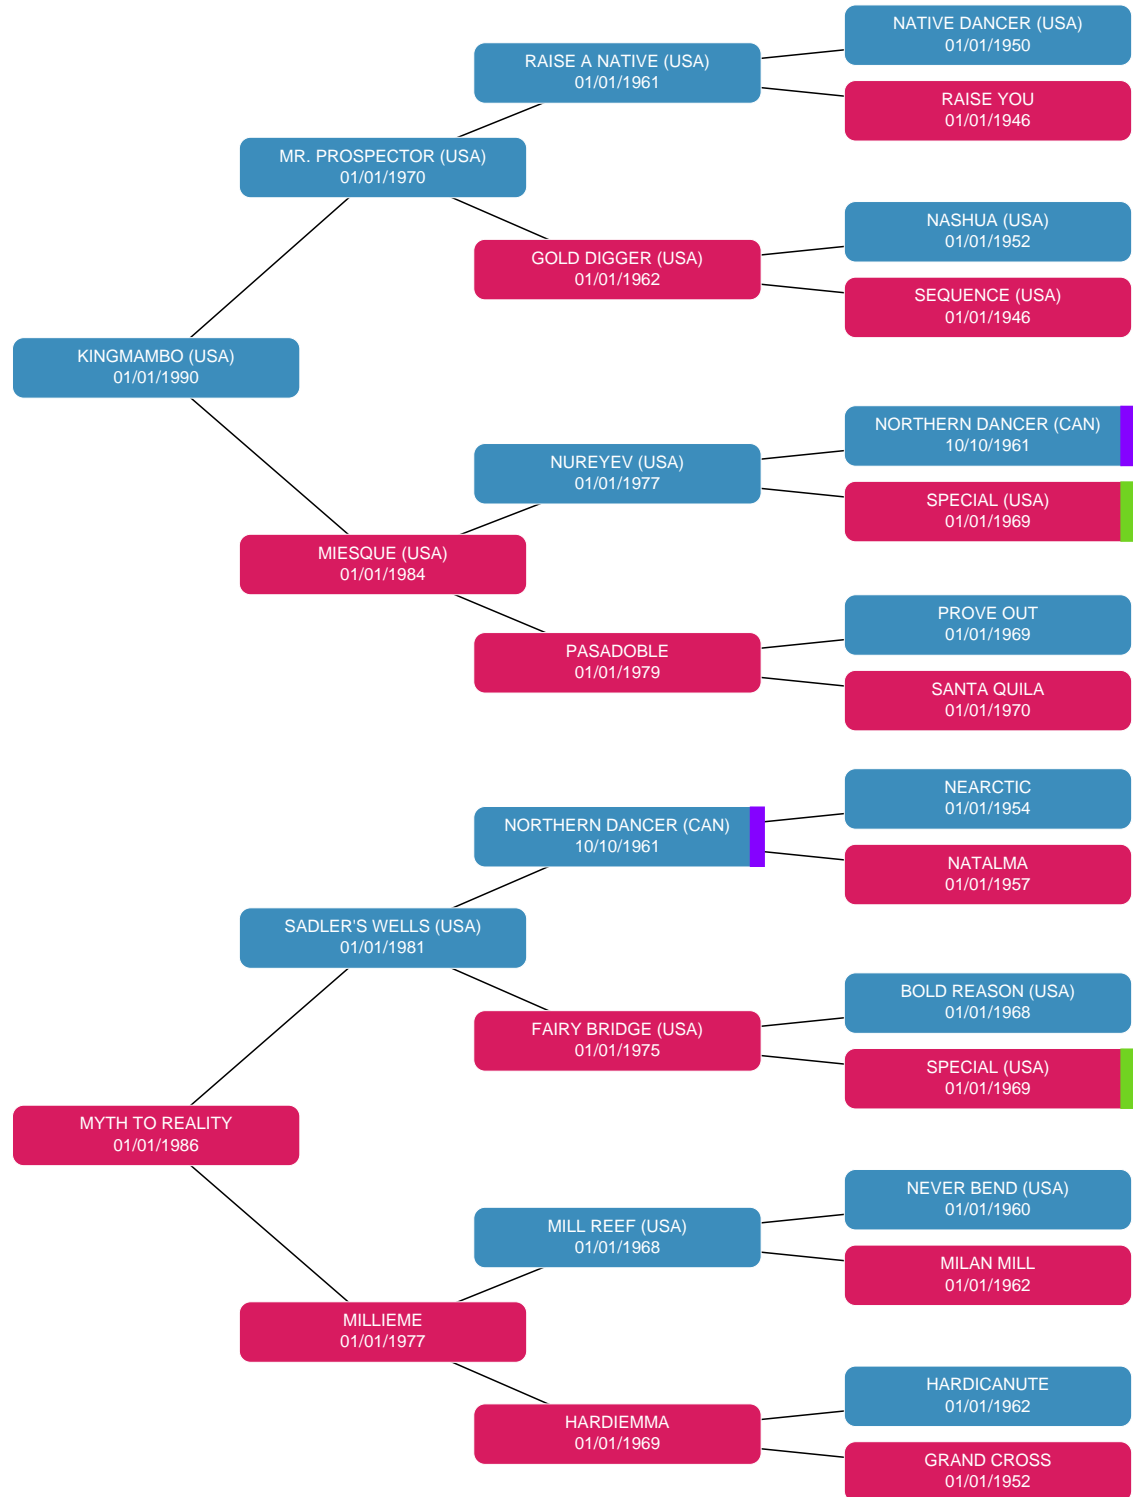 NATIVE DANCER (USA)
01/01/1950
RAISE A NATIVE (USA)
01/01/1961
RAISE YOU
01/01/1946
MR. PROSPECTOR (USA)
01/01/1970
NASHUA (USA)
01/01/1952
GOLD DIGGER (USA)
01/01/1962
SEQUENCE (USA)
01/01/1946
KINGMAMBO (USA)
01/01/1990
NORTHERN DANCER (CAN)
10/10/1961
NUREYEV (USA)
01/01/1977
SPECIAL (USA)
01/01/1969
MIESQUE (USA)
01/01/1984
PROVE OUT
01/01/1969
PASADOBLE
01/01/1979
SANTA QUILA
01/01/1970
NEARCTIC
01/01/1954
NORTHERN DANCER (CAN)
10/10/1961
NATALMA
01/01/1957
SADLER'S WELLS (USA)
01/01/1981
BOLD REASON (USA)
01/01/1968
FAIRY BRIDGE (USA)
01/01/1975
SPECIAL (USA)
01/01/1969
MYTH TO REALITY
01/01/1986
NEVER BEND (USA)
01/01/1960
MILL REEF (USA)
01/01/1968
MILAN MILL
01/01/1962
MILLIEME
01/01/1977
HARDICANUTE
01/01/1962
HARDIEMMA
01/01/1969
GRAND CROSS
01/01/1952